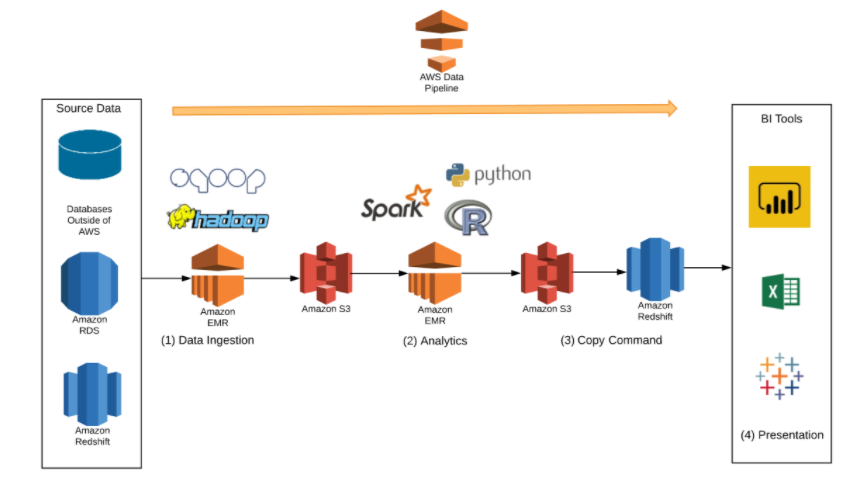 AWS Data
Pipeline
Source Data
Databases
Outside of
AWS
Amazon
RDS
Amazon
Redshift
sqoop
hadoop
Amazon
EMR
(1) Data Ingestion
Amazon S3
Spark
python
R
Amazon
EMR
(2) Analytics
Amazon S3
(3) Copy Command
Amazon
Redshift
BI Tools
X
(4) Presentation